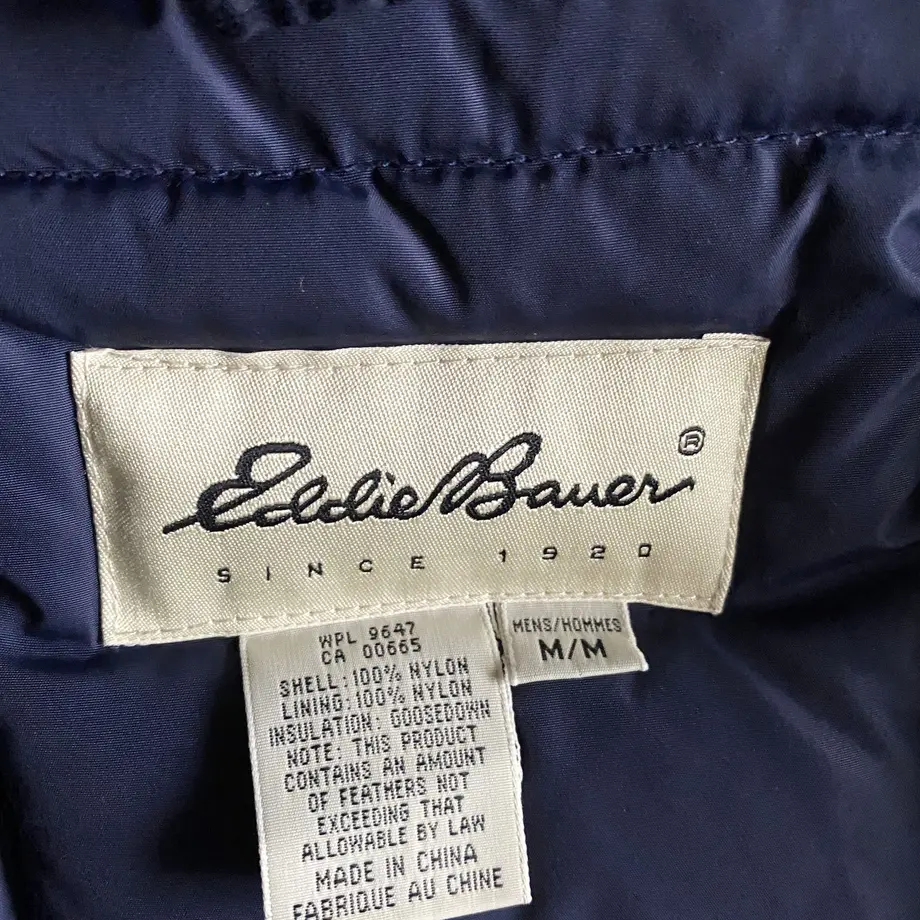 Eddie Bauer®
SINCE 1920
WPL 9647
CA 00665
SHELL: 100% NYLON
LINING: 100% NYLON
INSULATION: GOOSEDOWN
NOTE: THIS PRODUCT
CONTAINS AN AMOUNT
OF FEATHERS NOT
EXCEEDING THAT
ALLOWABLE BY LAW
MADE IN CHINA
FABRIQUE AU CHINE
MENS/HOMMES
M/M